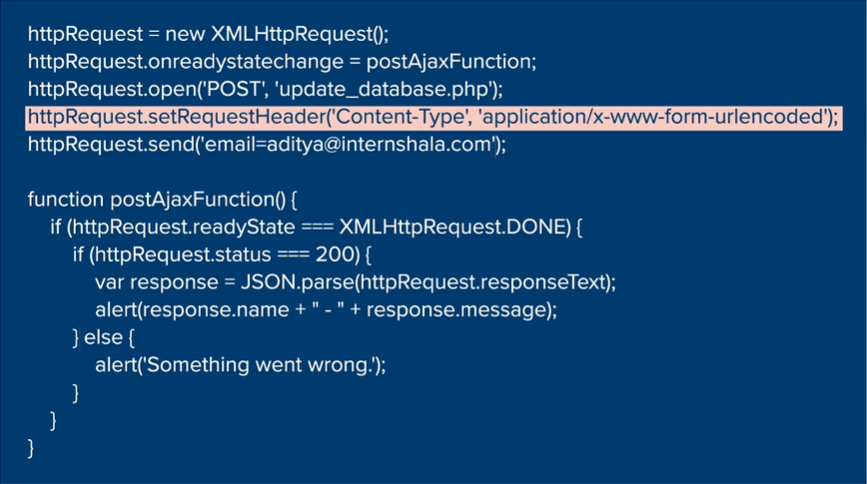 httpRequest = new XMLHttpRequest();
httpRequest.onreadystatechange = postAjaxFunction;
httpRequest.open('POST', 'update_database.php');
httpRequest.setRequestHeader('Content-Type', 'application/x-www-form-urlencoded');
httpRequest.send('email=aditya@internshala.com');
function postAjaxFunction() {
if (httpRequest.readyState === XMLHttpRequest.DONE) {
if (httpRequest.status === 200) {
var response = JSON.parse(httpRequest.responseText);
alert(response.name + " - " + response.message);
} else {
alert('Something went wrong.');
}
}
}